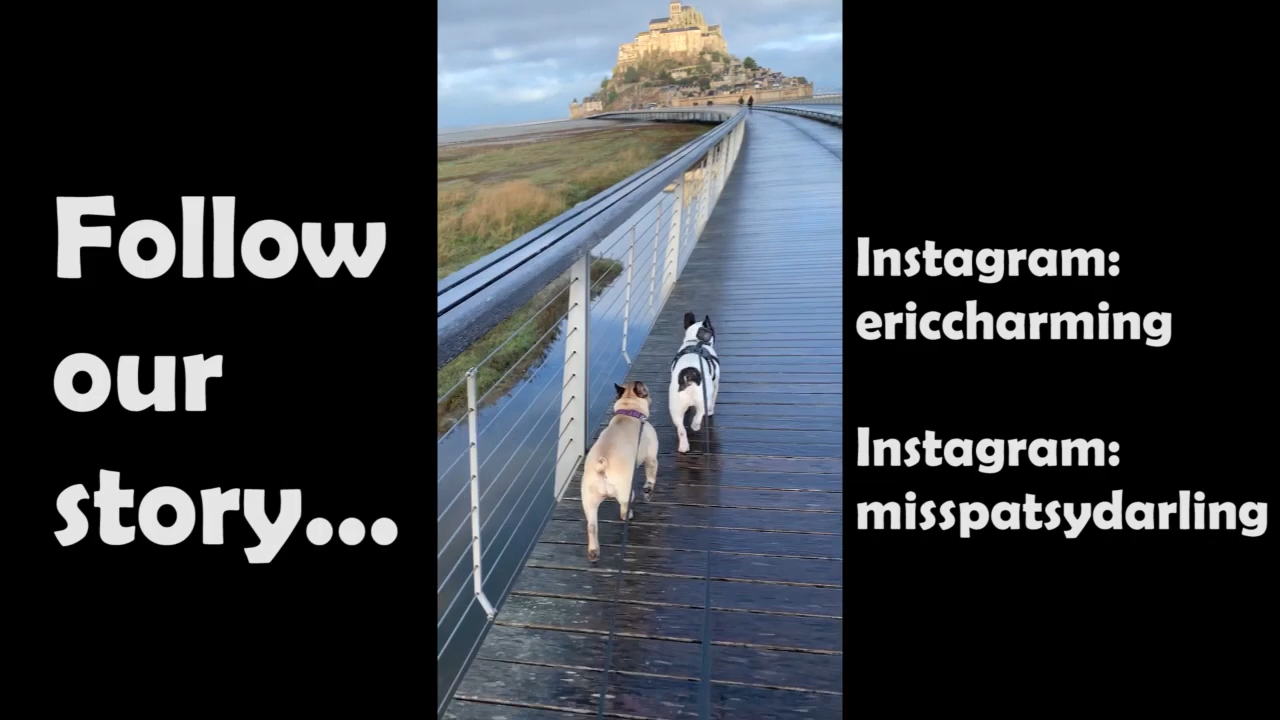 Follow
our
story...
Instagram:
ericcharming
Instagram:
misspatsydarling